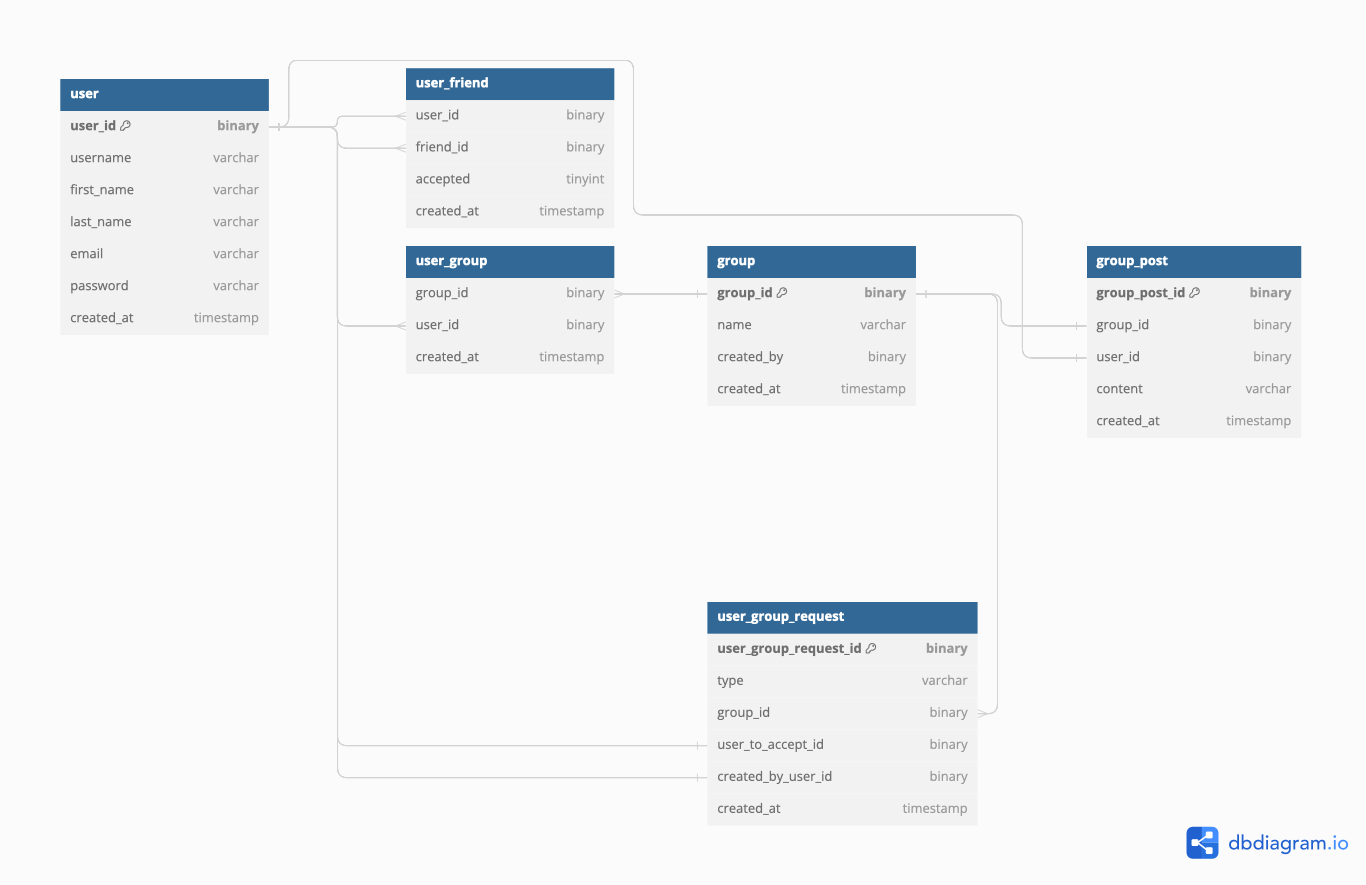 user
user_id binary
username varchar
first_name varchar
last_name varchar
email varchar
password varchar
created_at timestamp
user_friend
user_id binary
friend_id binary
accepted tinyint
created_at timestamp
user_group
group_id binary
user_id binary
created_at timestamp
group
group_id binary
name varchar
created_by binary
created_at timestamp
group_post
group_post_id binary
group_id binary
user_id binary
content varchar
created_at timestamp
user_group_request
user_group_request_id binary
type varchar
group_id binary
user_to_accept_id binary
created_by_user_id binary
created_at timestamp
dbdiagram.io